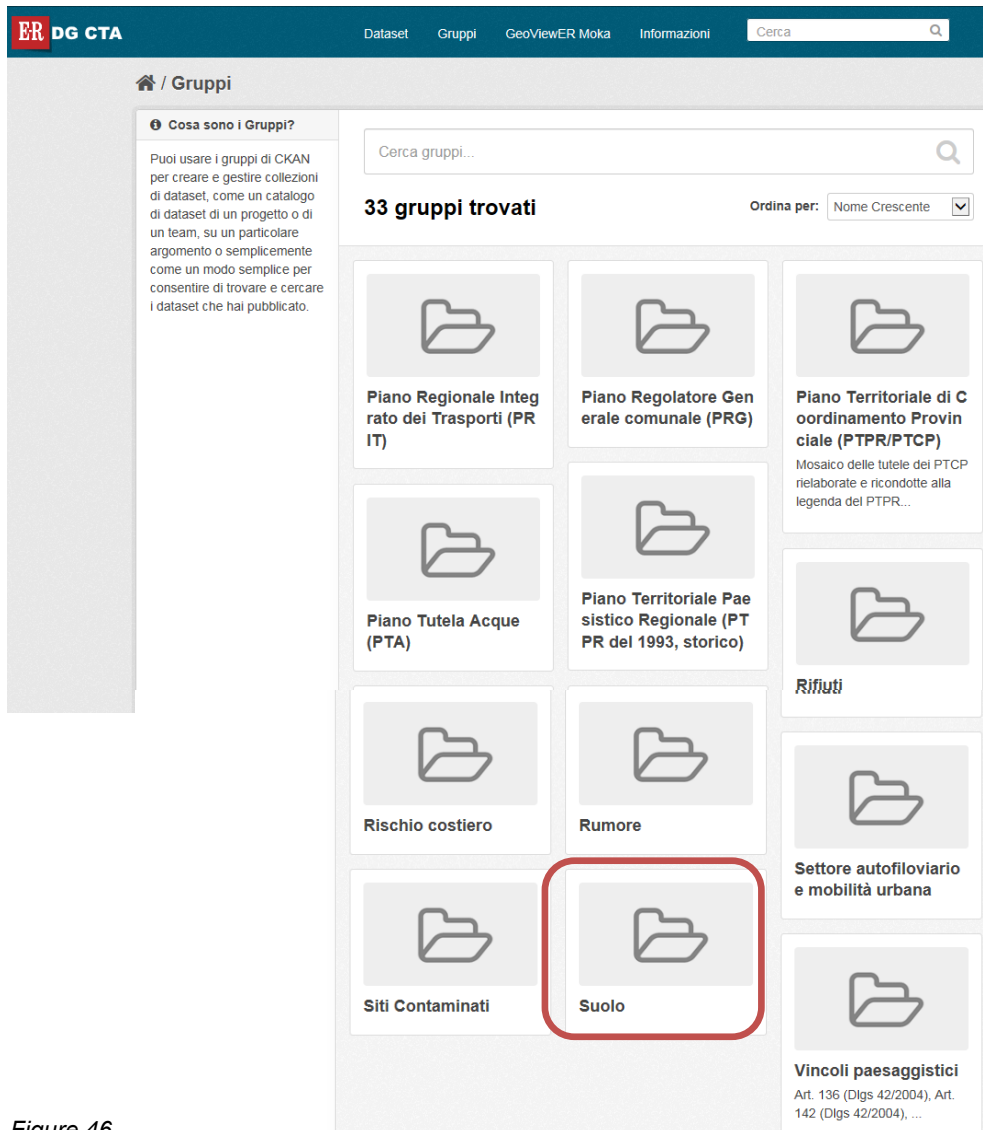 E·R DG CTA
Dataset Gruppi GeoViewER Moka Informazioni Cerca
/ Gruppi
Cosa sono i Gruppi?
Puoi usare i gruppi di CKAN
per creare e gestire collezioni
di dataset, come un catalogo
di dataset di un progetto o di
un team, su un particolare
argomento o semplicemente
come un modo semplice per
consentire di trovare e cercare
i dataset che hai pubblicato.
Cerca gruppi...
33 gruppi trovati
Ordina per: Nome Crescente
Piano Regionale Integ
rato dei Trasporti (PR
IT)
Piano Regolatore Gen
erale comunale (PRG)
Piano Territoriale di C
oordinamento Provin
ciale (PTPR/PTCP)
Mosaico delle tutele dei PTCP
rielaborate e ricondotte alla
legenda del PTPR...
Piano Tutela Acque
(PTA)
Piano Territoriale Pae
sistico Regionale (PT
PR del 1993, storico)
Rifiuti
Rischio costiero
Rumore
Settore autofiloviario
e mobilità urbana
Siti Contaminati
Suolo
Vincoli paesaggistici
Art. 136 (Dlgs 42/2004), Art.
142 (Dlgs 42/2004), ...
Figure 46